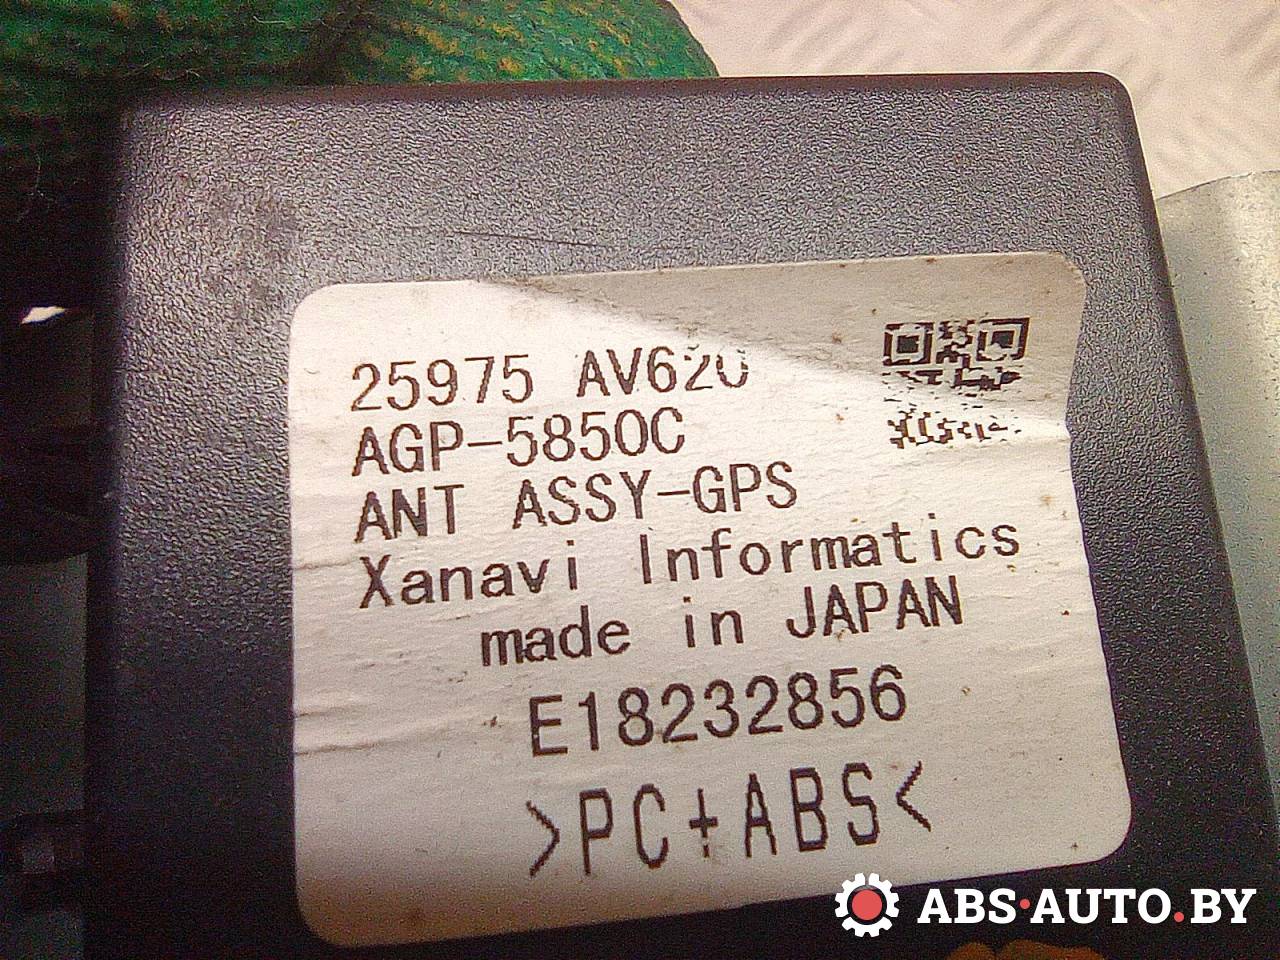 25975 AV620
AGP-5850C
ANT ASSY-GPS
Xanavi Informatics
made in JAPAN
E18232856
>PC+ABS<
ABS·AUTO.BY